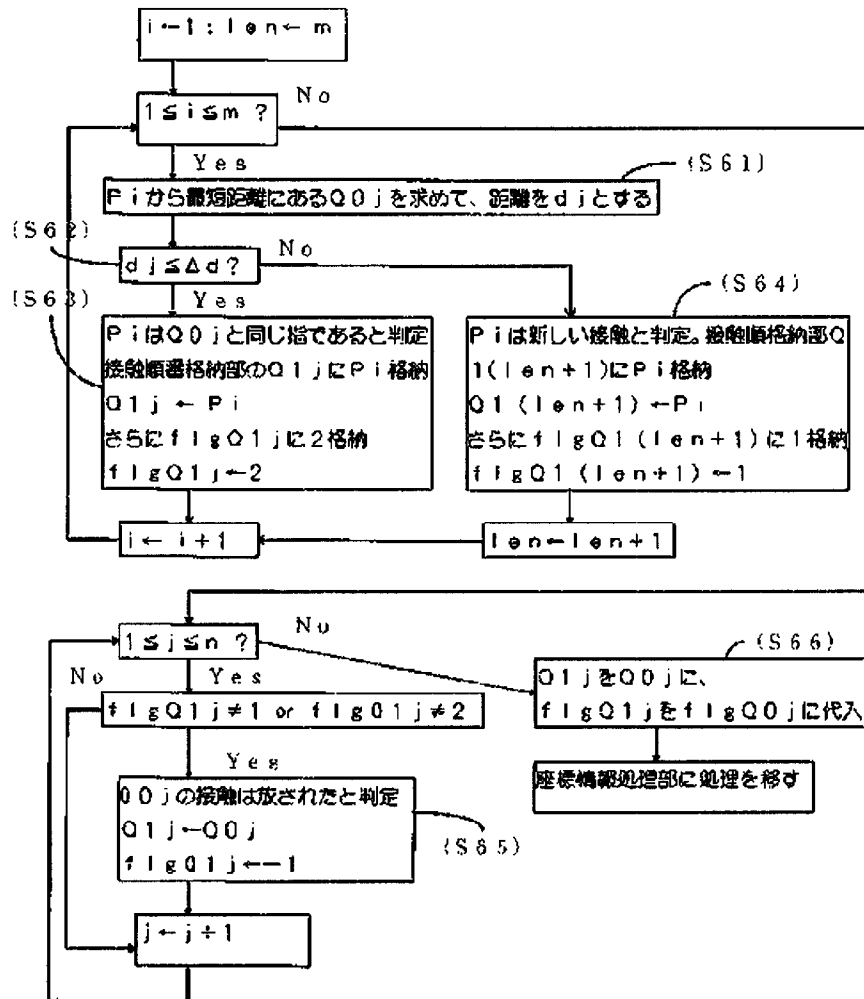 i←1:len←m
No
1≦i≦m ?
Yes
(S61)
Piから最短距離にあるQ0jを求めて、距離をdjとする
(S62)
No
dj≦Δd?
(S63)
Yes
(S64)
PiはQ0jと同じ指であると判定
接触順番格納部のQ1jにPi格納
Q1j ← Pi
さらにflgQ1jに2格納
flgQ1j←2
Piは新しい接触と判定。接触順格納部Q
1(len+1)にPi格納
Q1(len+1)←Pi
さらにflgQ1(len+1)に1格納
flgQ1(len+1)←1
i← i+1
len←len+1
No
1≦j≦n ?
(S66)
No
Yes
Q1jをQ0jに、
flgQ1jをflgQ0jに代入
flgQ1j≠1 or flgQ1j≠2
Yes
座標情報処理部に処理を移す
Q0jの接触は放されたと判定
Q1j←Q0j
flgQ1j←-1
(S65)
j← j+1